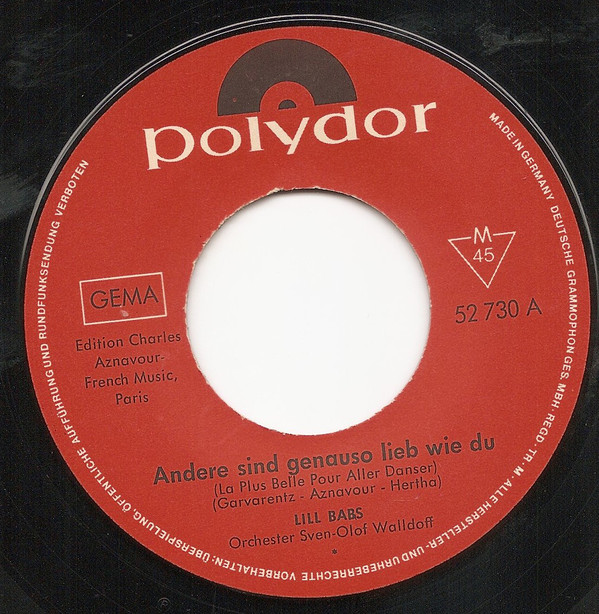 polydor
MADE IN GERMANY DEUTSCHE GRAMMOPHON GES. MBH · REGD · TR · M · ALLE HERSTELLER- UND URHEBERRECHTE VORBEHALTEN: ÜBERSPIELUNG, ÖFFENTLICHE AUFFÜHRUNG UND RUNDFUNKSENDUNG VERBOTEN
M
45
52 730 A
GEMA
Edition Charles
Aznavour-
French Music,
Paris
Andere sind genauso lieb wie du
(La Plus Belle Pour Aller Danser)
(Garvarentz - Aznavour - Hertha)
LILL BABS
Orchester Sven-Olof Walldoff